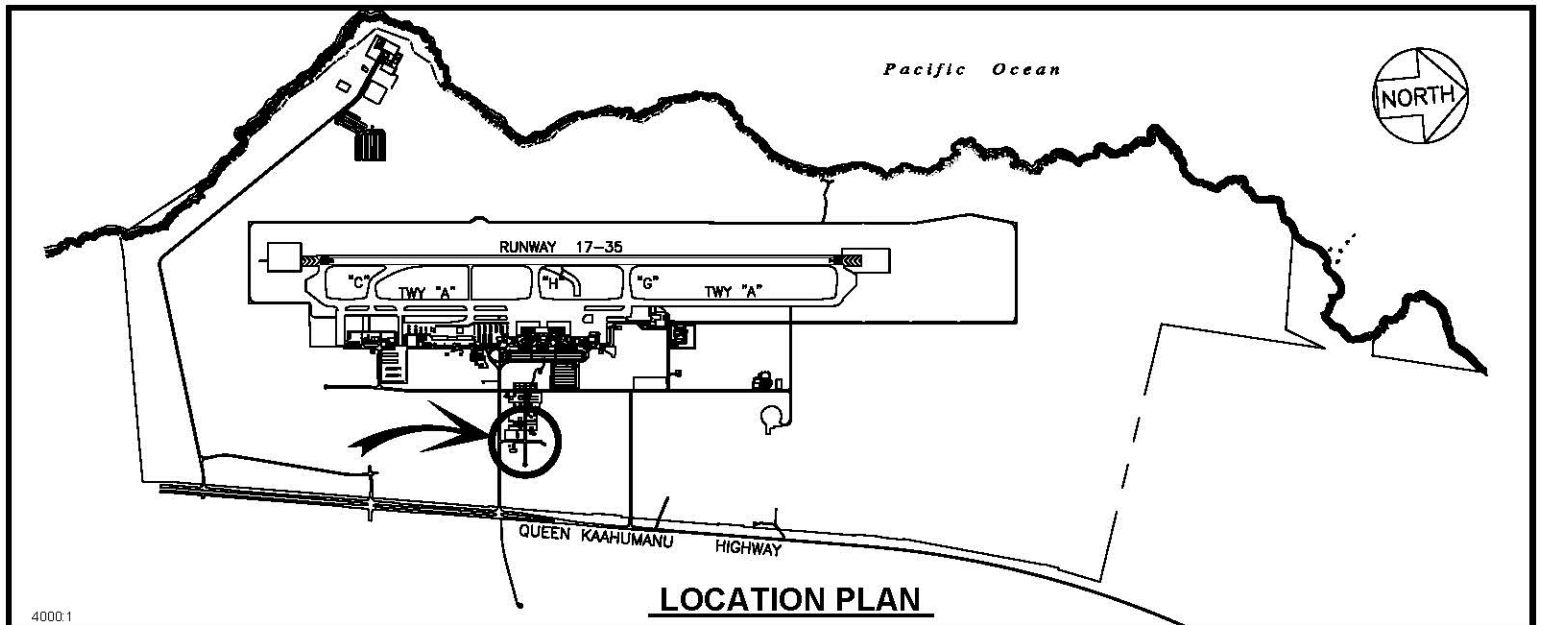 Pacific Ocean
NORTH
RUNWAY 17-35
"C"
"H"
"G"
TWY "A"
TWY "A"
QUEEN KAAHUMANU HIGHWAY
LOCATION PLAN
4000:1